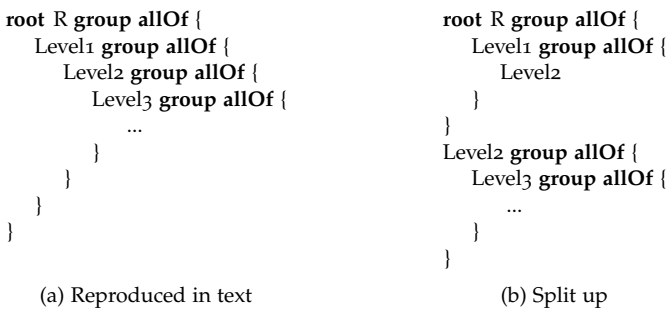 root R group allOf {
Level1 group allOf {
Level2 group allOf {
Level3 group allOf {
...
}
}
}
}
(a) Reproduced in text
root R group allOf {
Level1 group allOf {
Level2
}
}
Level2 group allOf {
Level3 group allOf {
...
}
}
(b) Split up